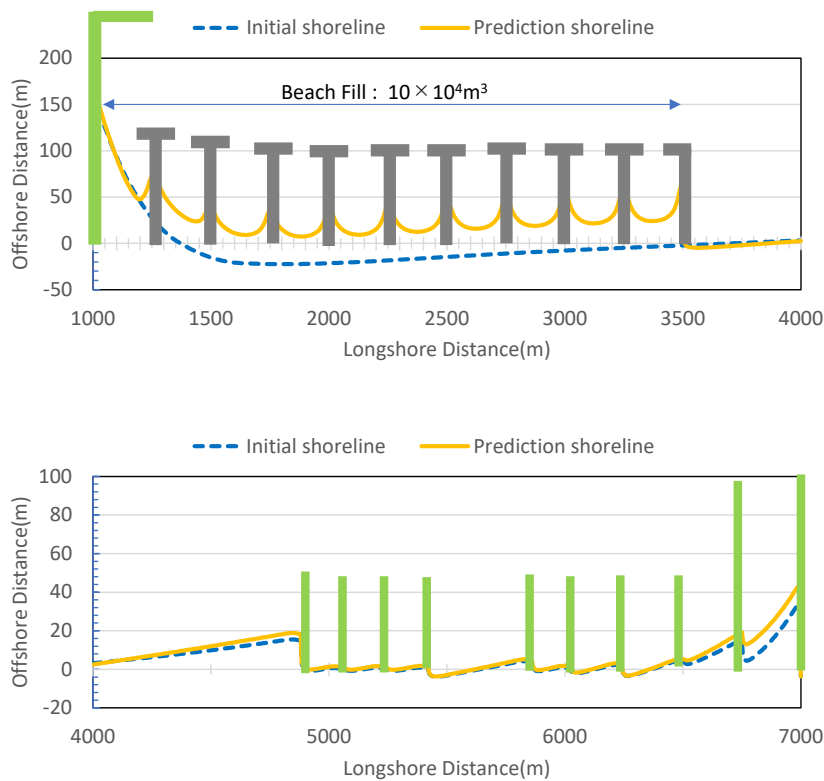 Initial shoreline Prediction shoreline
200
Beach Fill : 10×10⁴m³
150
100
50
0
-50
Offshore Distance(m)
1000 1500 2000 2500 3000 3500 4000
Longshore Distance(m)
Initial shoreline Prediction shoreline
100
80
60
40
20
0
-20
Offshore Distance(m)
4000 5000 6000 7000
Longshore Distance(m)